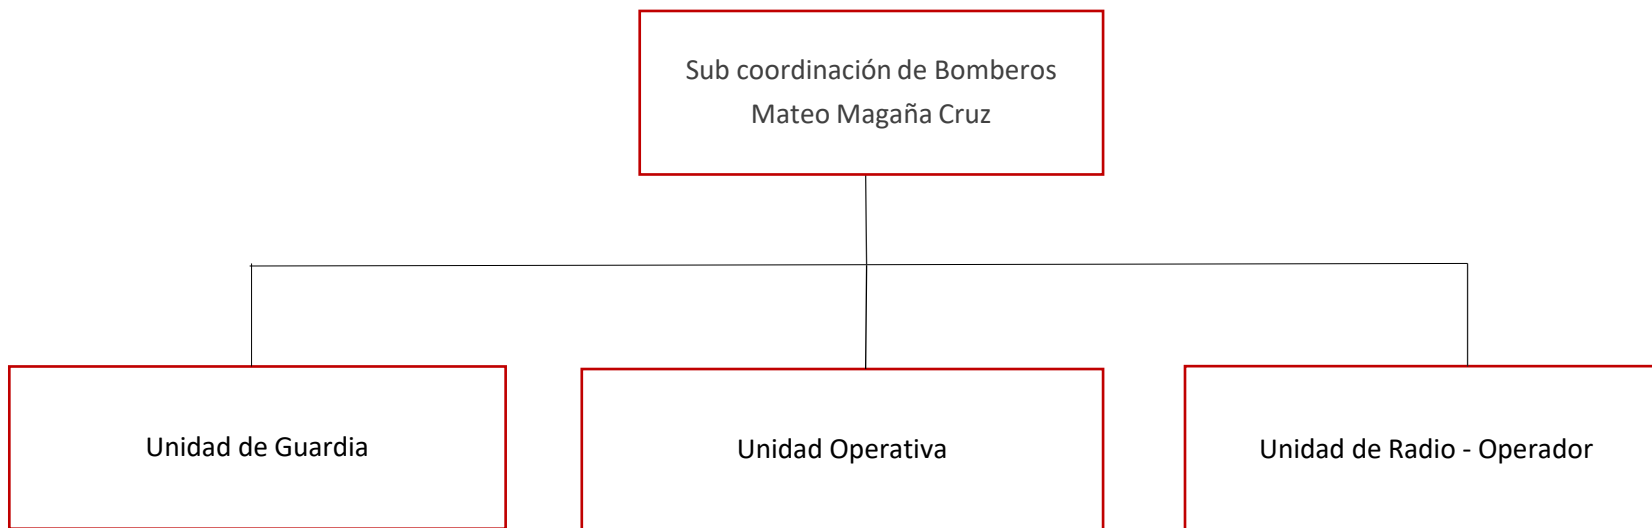 Sub coordinación de Bomberos
Mateo Magaña Cruz
Unidad de Guardia
Unidad Operativa
Unidad de Radio - Operador